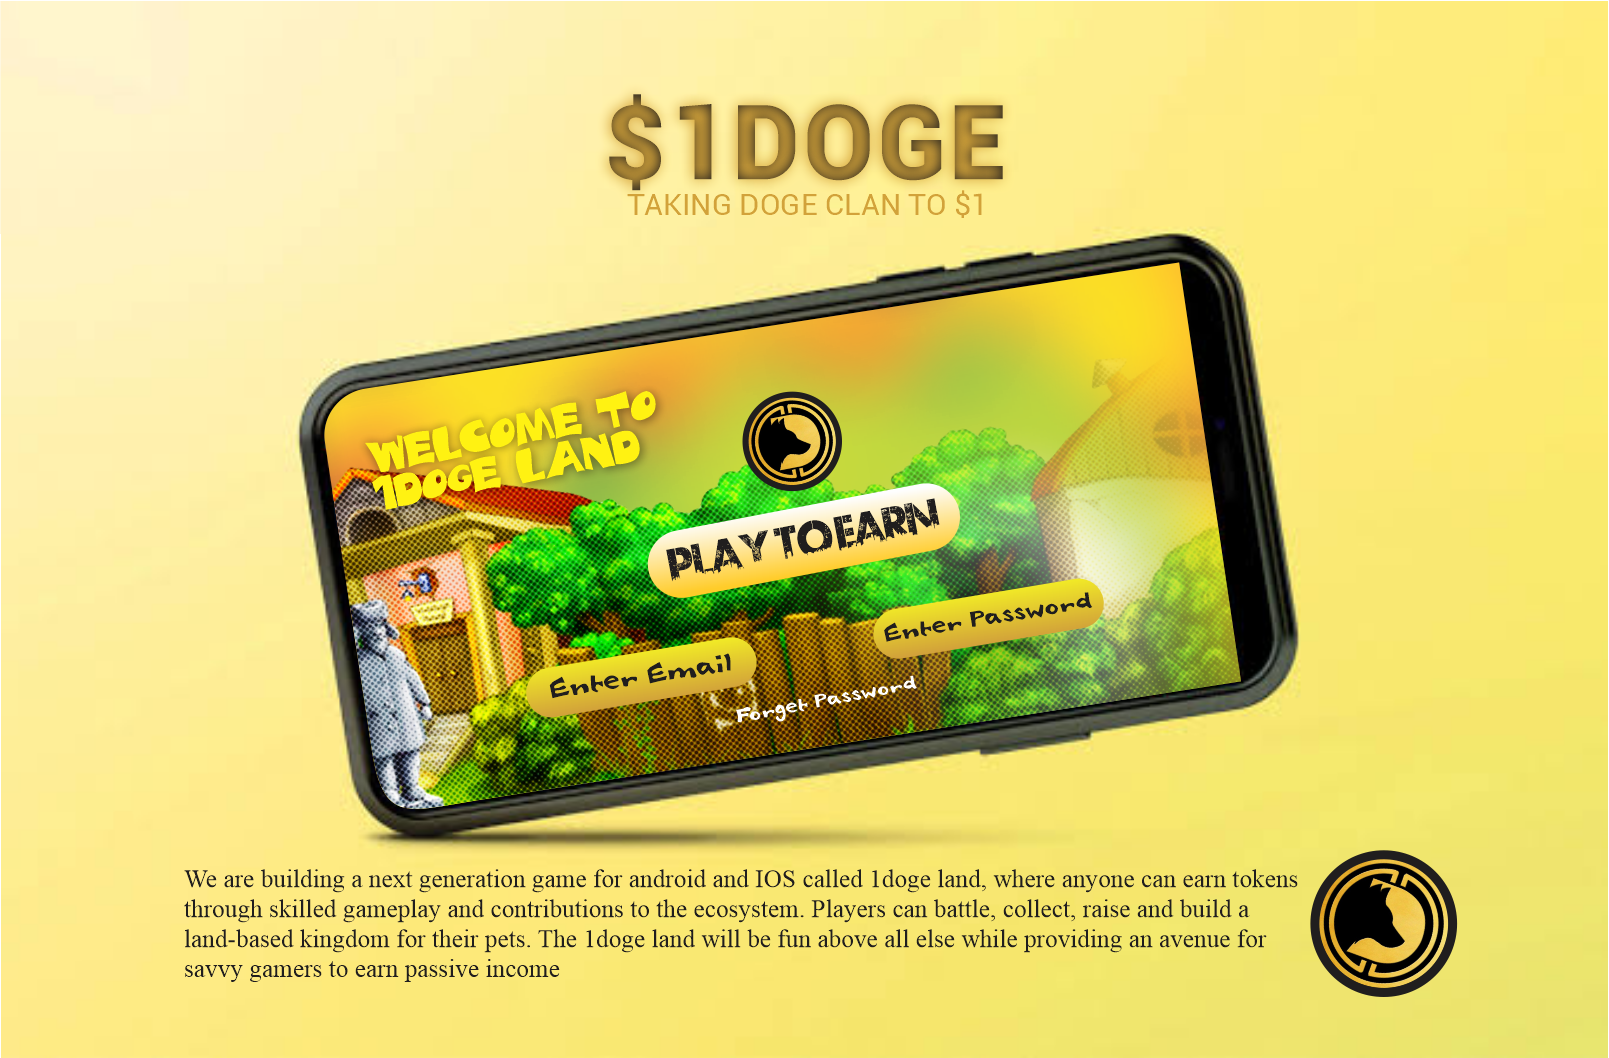 $1DOGE
TAKING DOGE CLAN TO $1
WELCOME TO
1DOGE LAND
PLAY TO EARN
Enter Email
Enter Password
Forget Password
We are building a next generation game for android and IOS called 1doge land, where anyone can earn tokens
through skilled gameplay and contributions to the ecosystem. Players can battle, collect, raise and build a
land-based kingdom for their pets. The 1doge land will be fun above all else while providing an avenue for
savvy gamers to earn passive income